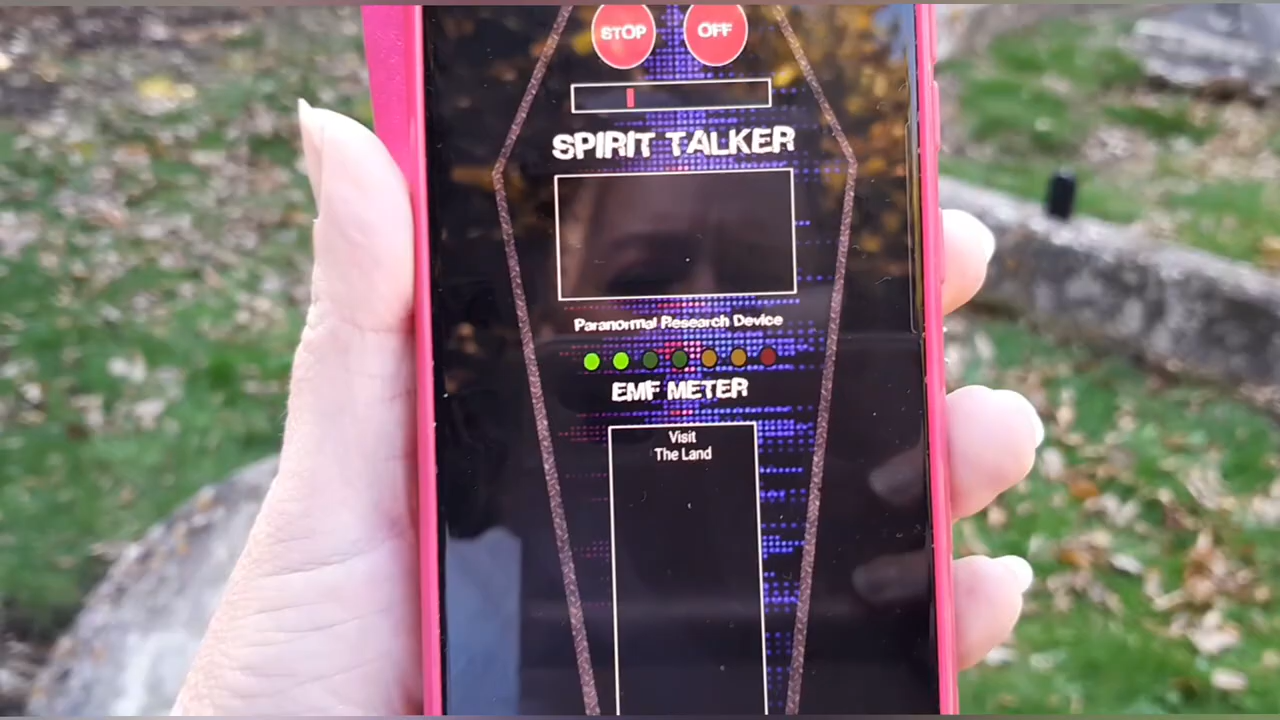 STOP OFF
SPIRIT TALKER
Paranormal Research Device
EMF METER
Visit
The Land